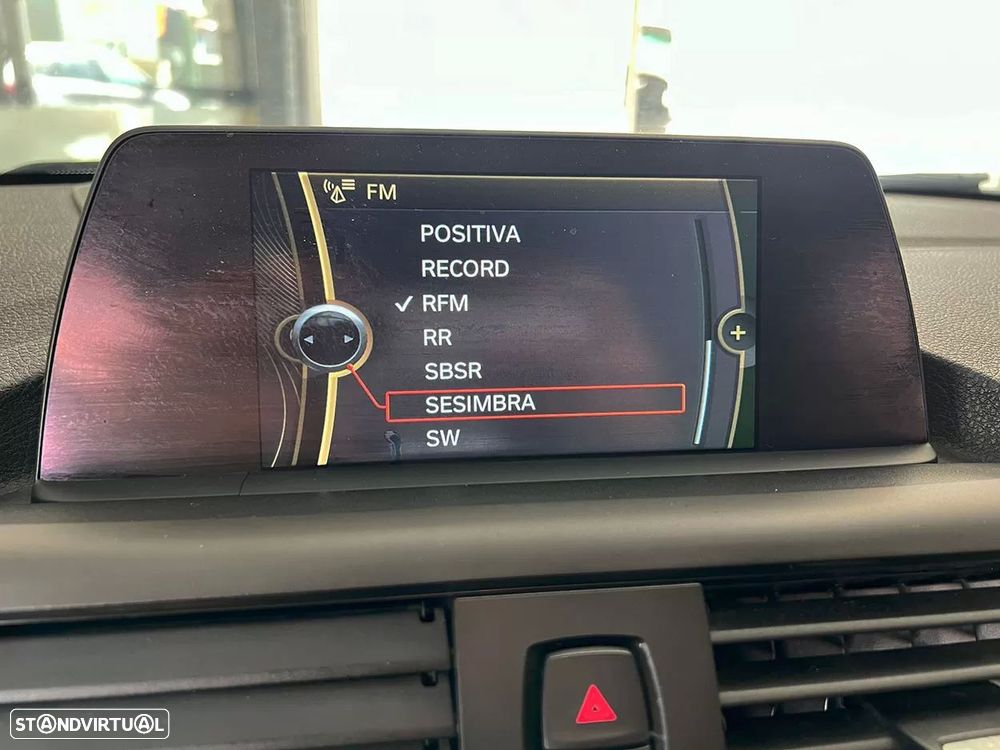 FM
POSITIVA
RECORD
RFM
RR
SBSR
SESIMBRA
SW
STANDVIRTUAL